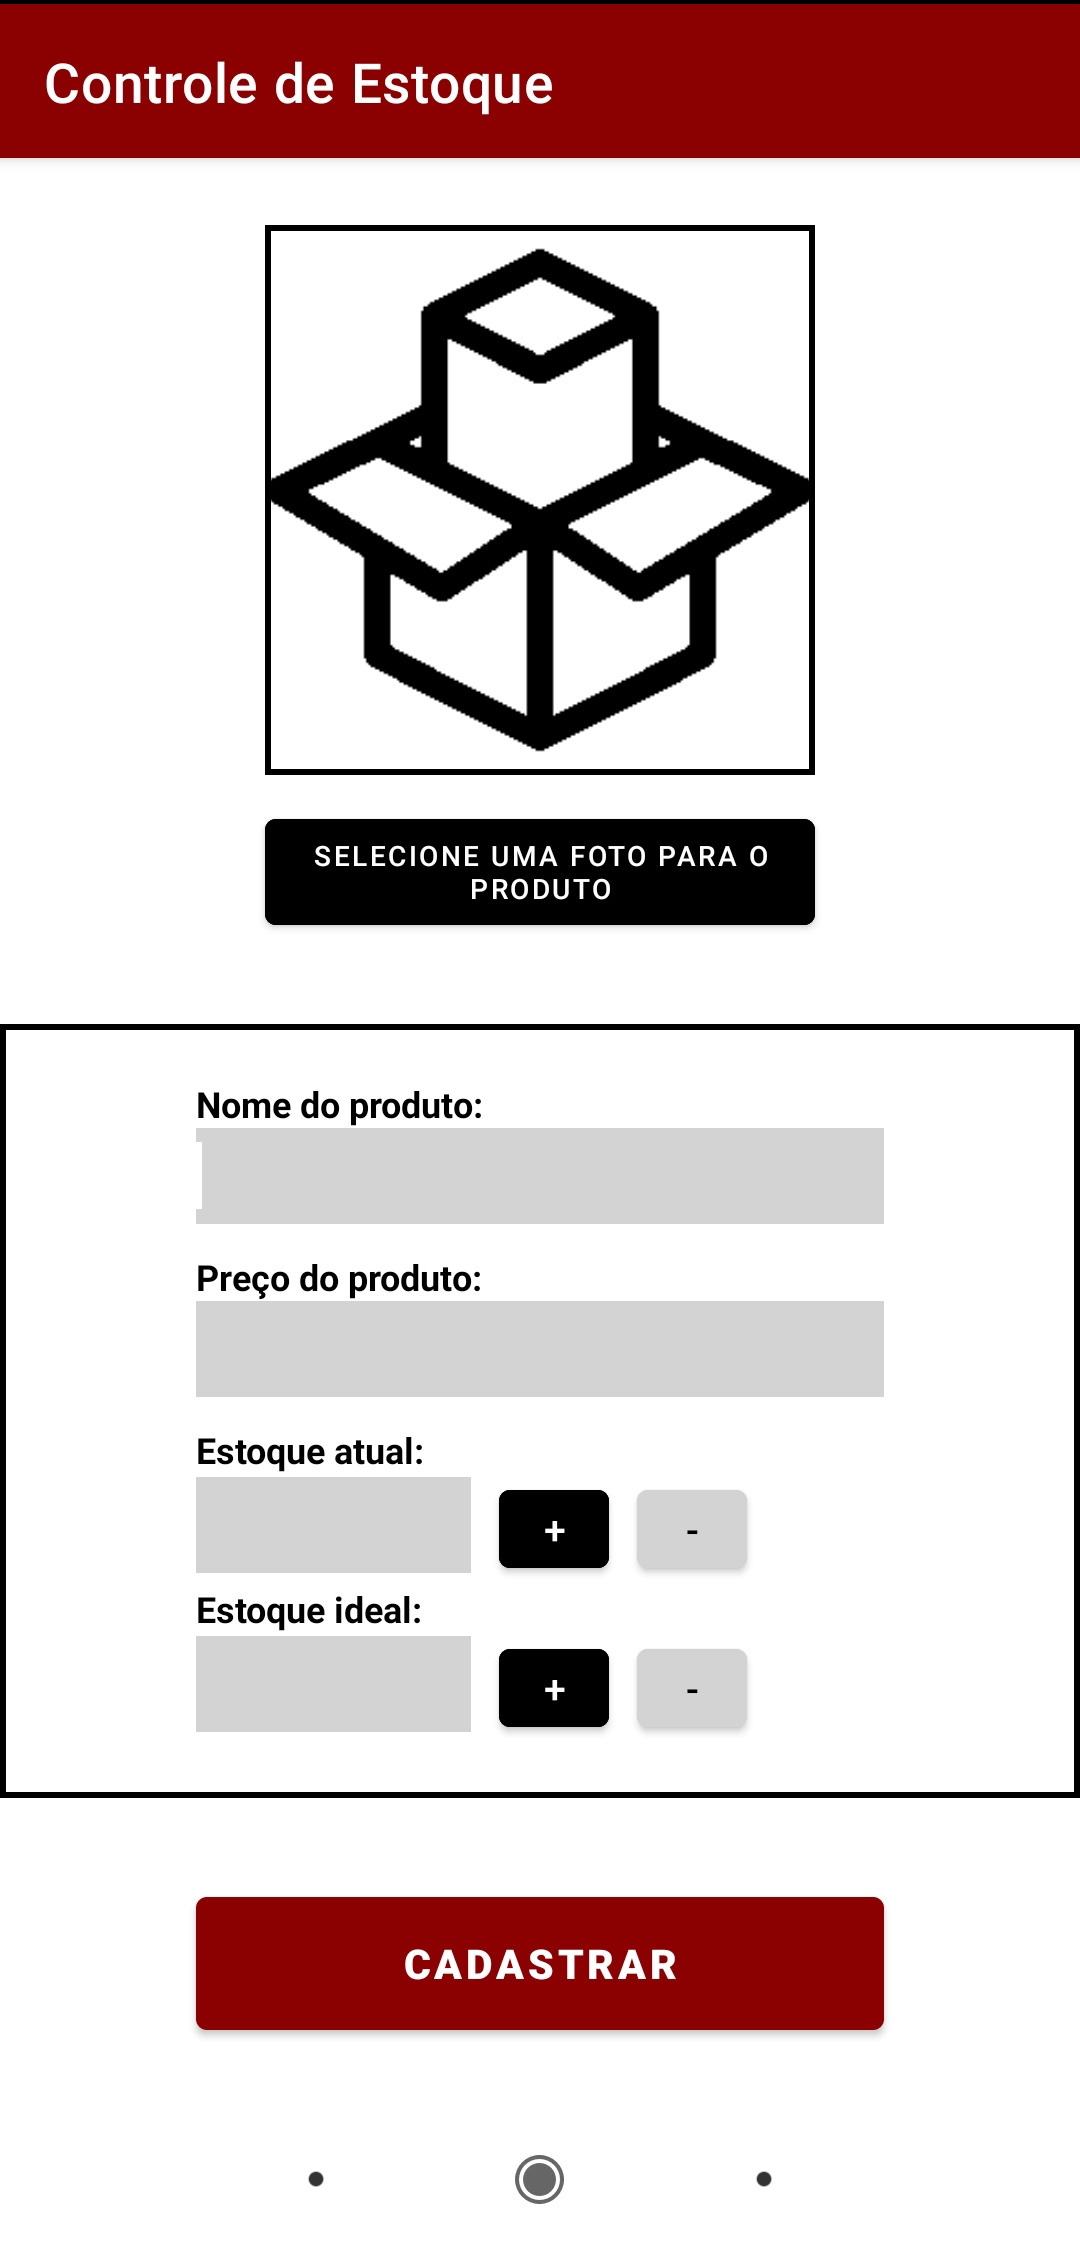 Controle de Estoque
SELECIONE UMA FOTO PARA O
PRODUTO
Nome do produto:
Preço do produto:
Estoque atual:
+ -
Estoque ideal:
+ -
CADASTRAR